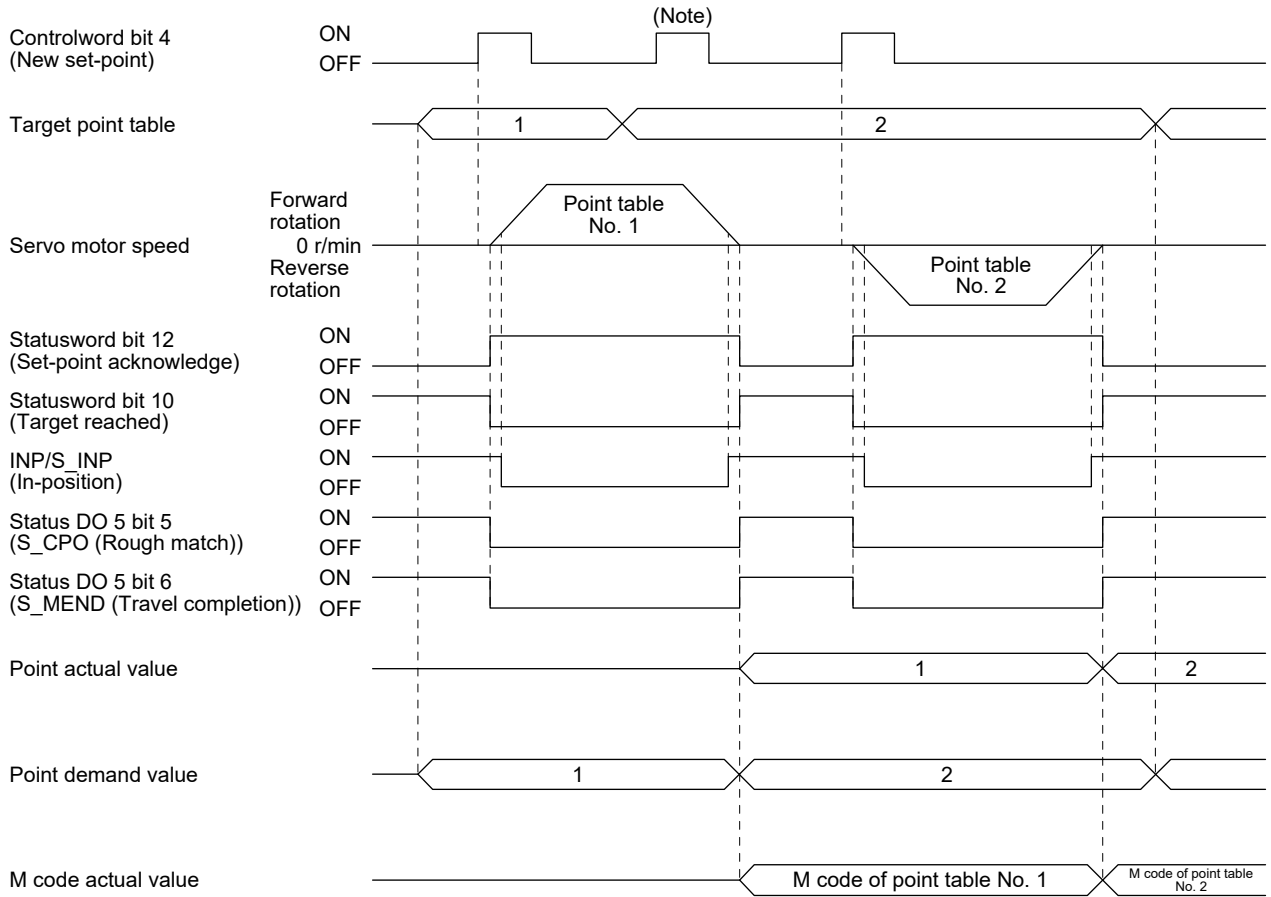 (Note)
Controlword bit 4
(New set-point)
ON
OFF
Target point table
1
2
Servo motor speed
Forward
rotation
0 r/min
Reverse
rotation
Point table
No. 1
Point table
No. 2
Statusword bit 12
(Set-point acknowledge)
ON
OFF
Statusword bit 10
(Target reached)
ON
OFF
INP/S_INP
(In-position)
ON
OFF
Status DO 5 bit 5
(S_CPO (Rough match))
ON
OFF
Status DO 5 bit 6
(S_MEND (Travel completion))
ON
OFF
Point actual value
1
2
Point demand value
1
2
M code actual value
M code of point table No. 1
M code of point table
No. 2